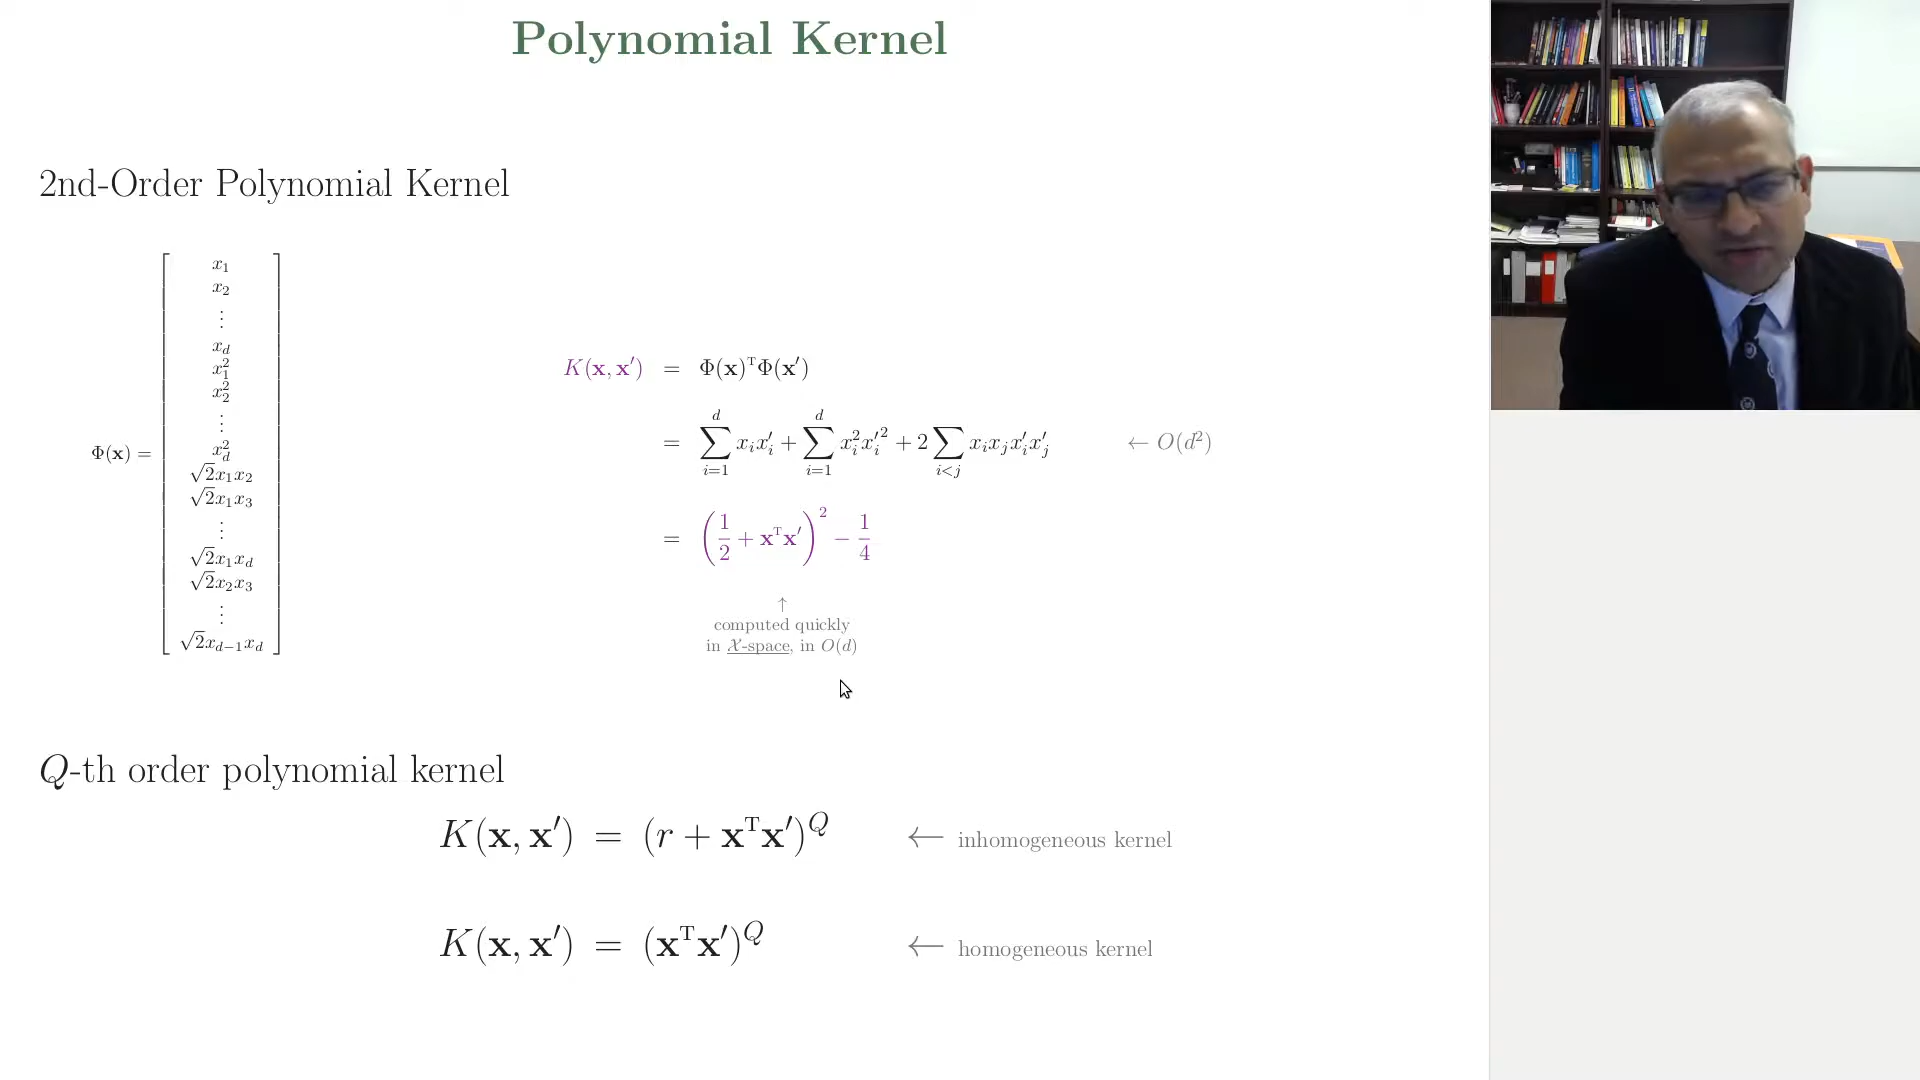 Polynomial Kernel
2nd-Order Polynomial Kernel
Φ(x) =
x₁
x₂
⋮
x_d
x₁²
x₂²
⋮
x_d²
√2x₁x₂
√2x₁x₃
⋮
√2x₁x_d
√2x₂x₃
⋮
√2x_{d−1}x_d
K(x, x′) = Φ(x)ᵀΦ(x′)
= ∑_{i=1}^{d} x_i x′_i + ∑_{i=1}^{d} x_i² x′_i² + 2 ∑_{i<j} x_i x_j x′_i x′_j ← O(d²)
= (1/2 + xᵀx′)² − 1/4
↑
computed quickly
in 𝒳-space, in O(d)
Q-th order polynomial kernel
K(x, x′) = (r + xᵀx′)^Q ← inhomogeneous kernel
K(x, x′) = (xᵀx′)^Q ← homogeneous kernel